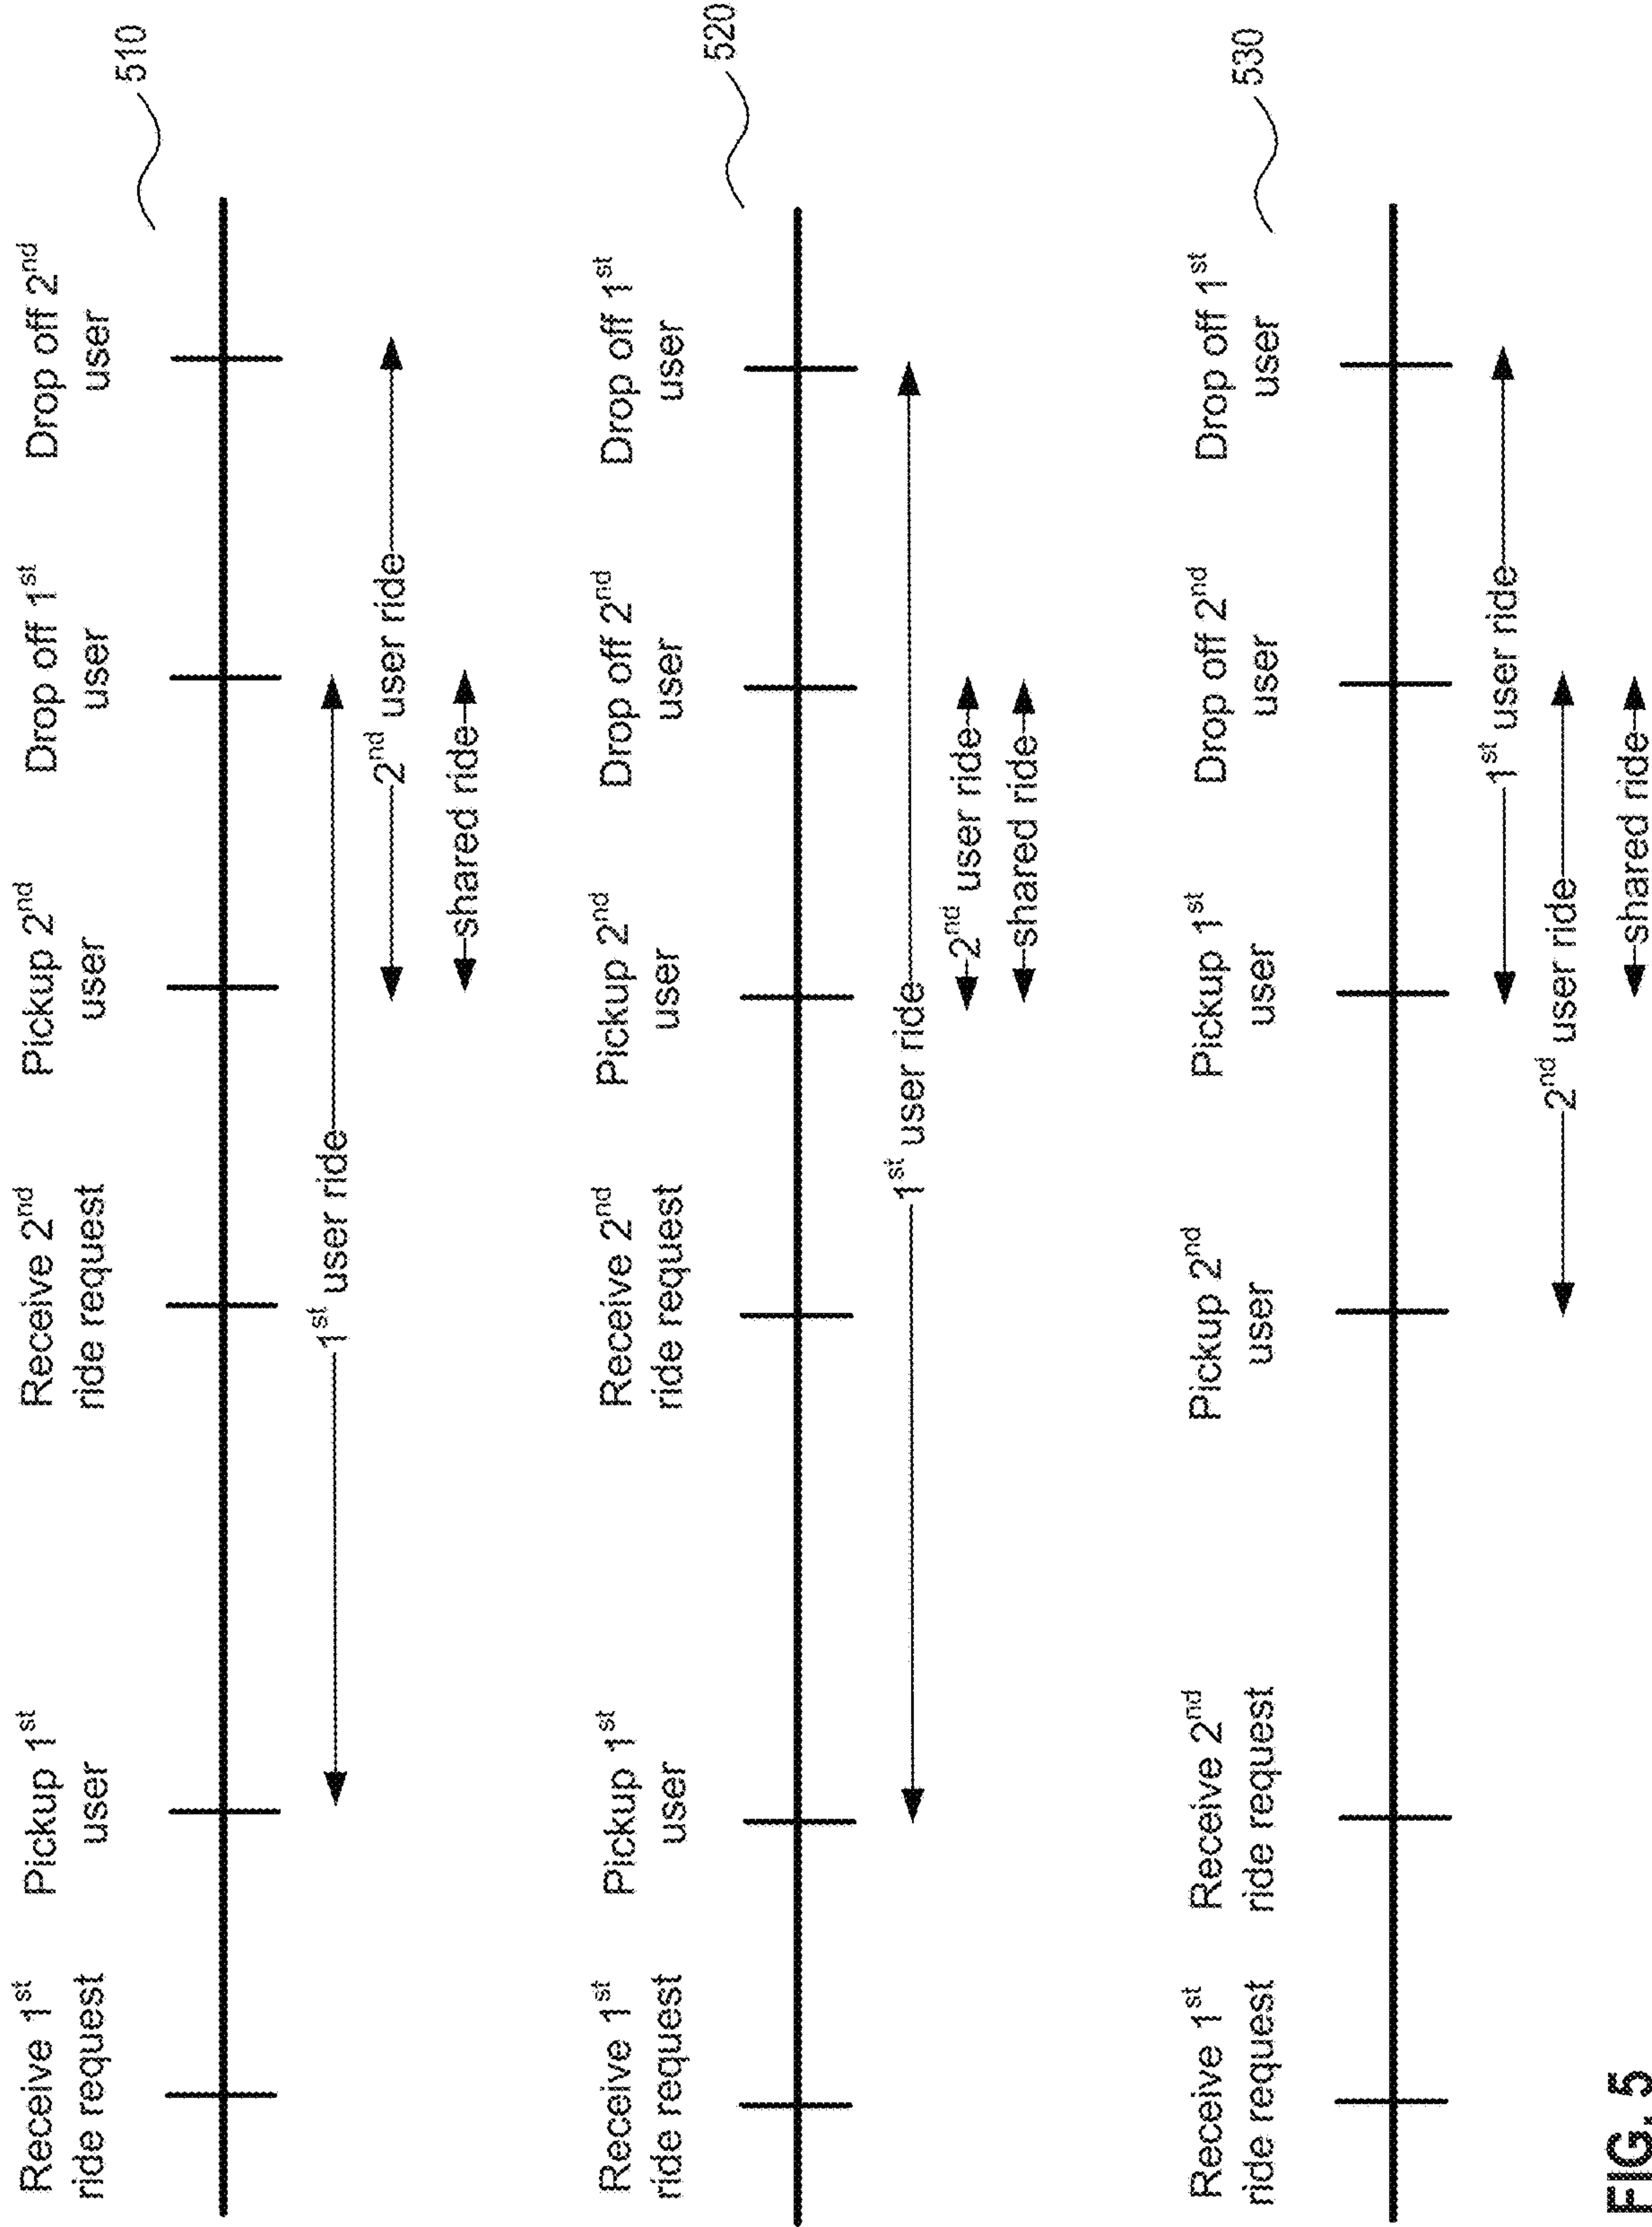 Receive 1st
ride request
Pickup 1st
user
Receive 2nd
ride request
Pickup 2nd
user
Drop off 1st
user
Drop off 2nd
user
510
1st user ride
2nd user ride
shared ride
Receive 1st
ride request
Pickup 1st
user
Receive 2nd
ride request
Pickup 2nd
user
Drop off 2nd
user
Drop off 1st
user
520
1st user ride
2nd user ride
shared ride
Receive 1st
ride request
Receive 2nd
ride request
Pickup 2nd
user
Pickup 1st
user
Drop off 2nd
user
Drop off 1st
user
530
1st user ride
2nd user ride
shared ride
FIG. 5